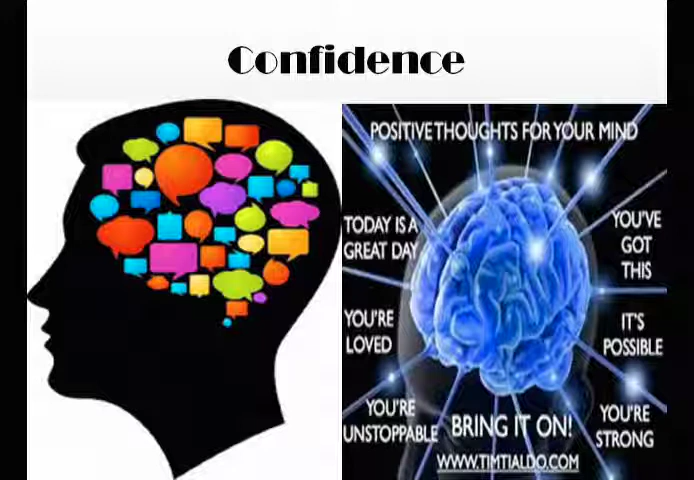 Confidence
POSITIVE THOUGHTS FOR YOUR MIND
TODAY IS A
GREAT DAY
YOU'RE
LOVED
YOU'RE
UNSTOPPABLE
YOU'VE
GOT
THIS
IT'S
POSSIBLE
YOU'RE
STRONG
BRING IT ON!
WWW.TIMTIALDO.COM